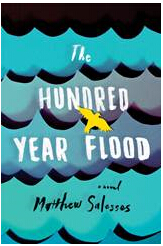 The
HUNDRED
YEAR FLOOD
a novel
Matthew Salesses